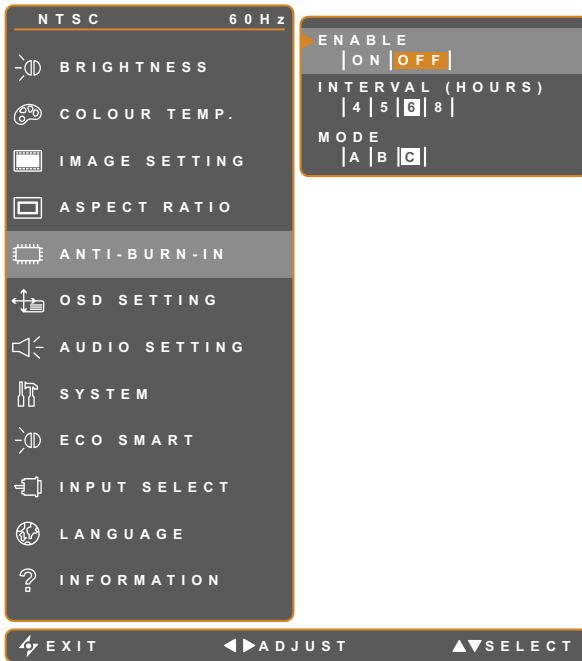 NTSC 60Hz
BRIGHTNESS
COLOUR TEMP.
IMAGE SETTING
ASPECT RATIO
ANTI-BURN-IN
OSD SETTING
AUDIO SETTING
SYSTEM
ECO SMART
INPUT SELECT
LANGUAGE
INFORMATION
ENABLE
ON OFF
INTERVAL (HOURS)
4 5 6 8
MODE
A B C
EXIT ADJUST SELECT